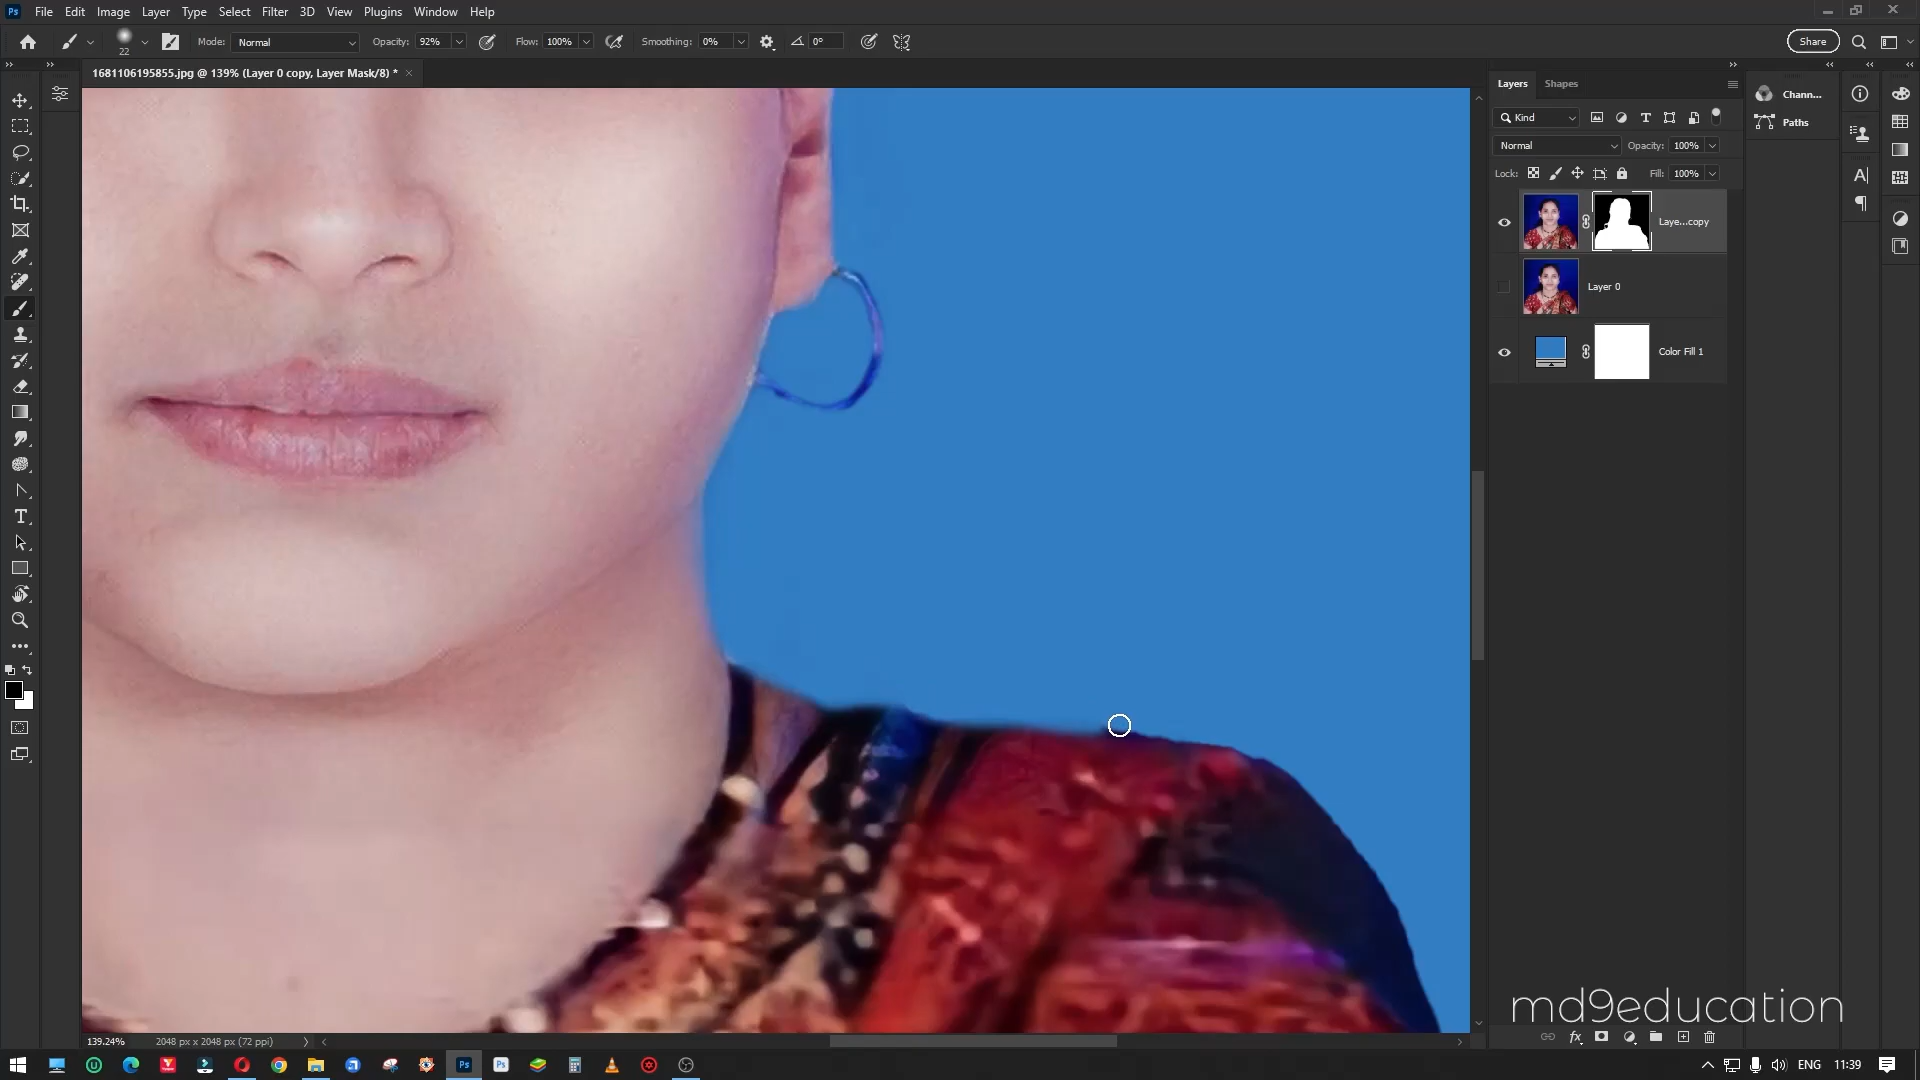 File Edit Image Layer Type Select Filter 3D View Plugins Window Help
22 Mode: Normal Opacity: 92% Flow: 100% Smoothing: 0% 0° Share
1681106195855.jpg @ 139% (Layer 0 copy, Layer Mask/8) *
Layers Shapes
Chann...
Kind
Paths
Normal Opacity: 100%
Lock: Fill: 100%
Laye...copy
Layer 0
Color Fill 1
md9education
139.24% 2048 px x 2048 px (72 ppi)
ENG 11:39